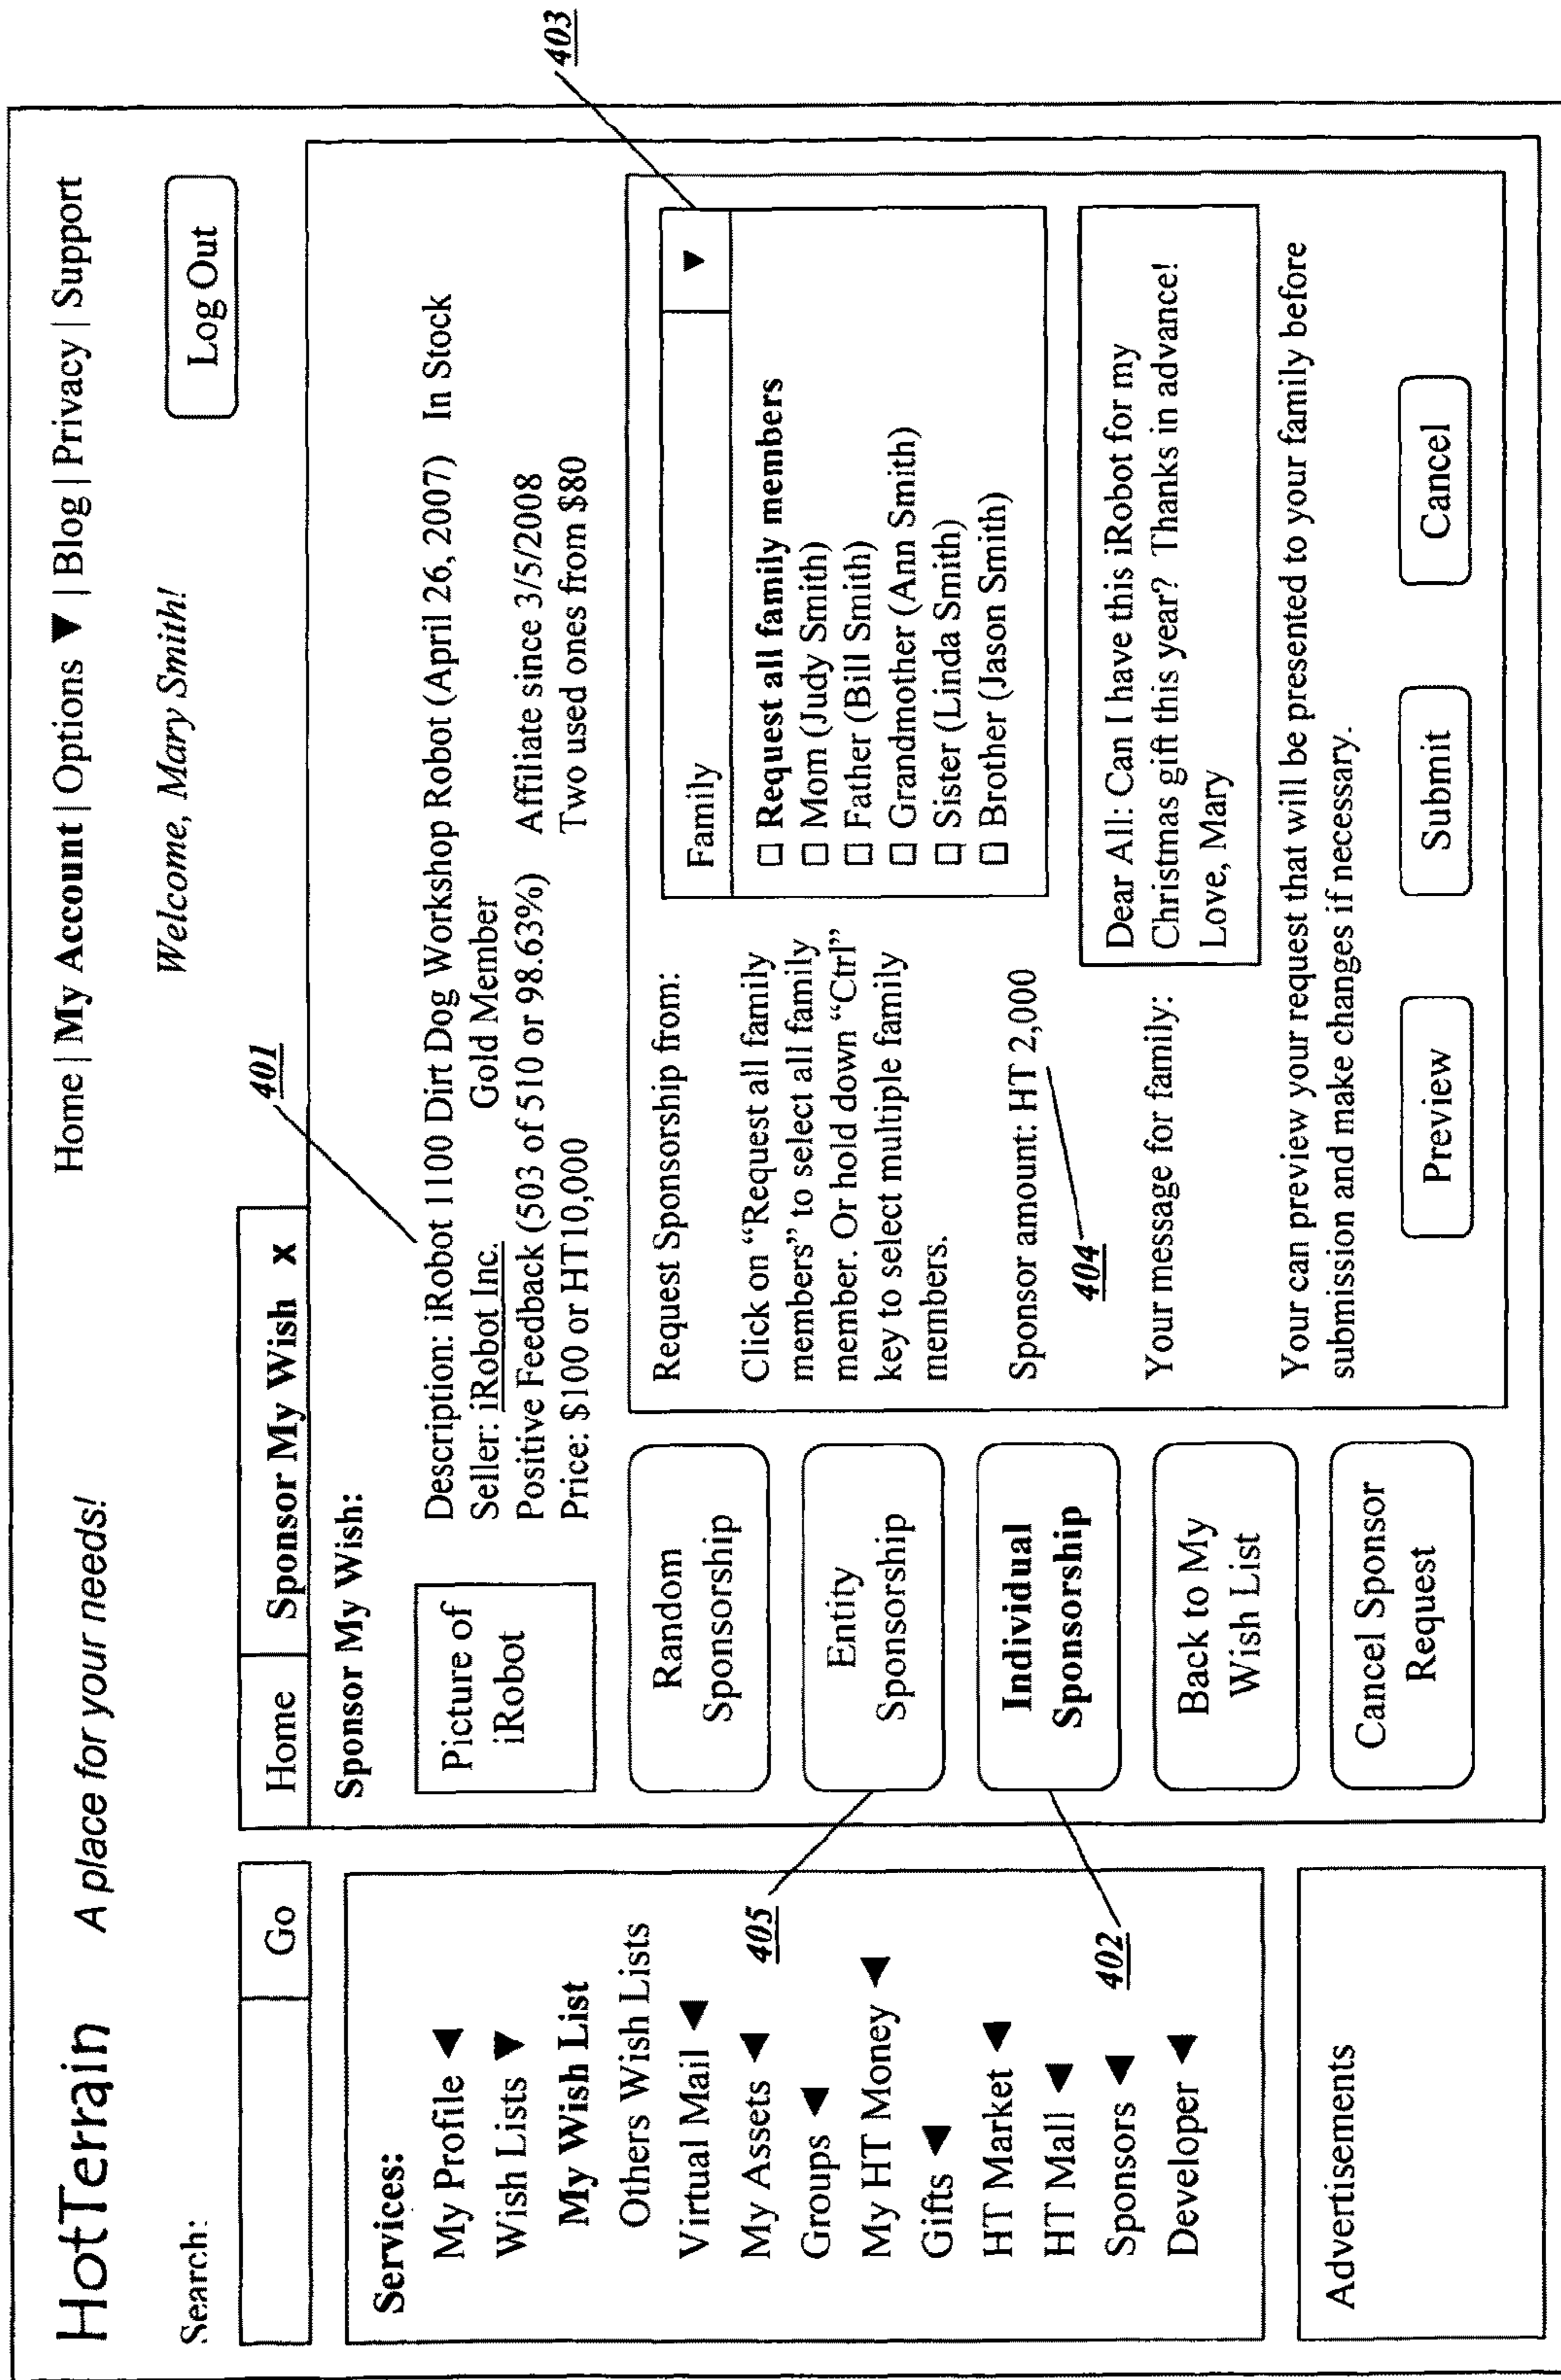 HotTerrain
A place for your needs!
Home | My Account | Options ▼ | Blog | Privacy | Support
Search:
Go
Welcome, Mary Smith!
Log Out
Services:
My Profile ◀
Wish Lists ▼
My Wish List
Others Wish Lists
Virtual Mail ◀
My Assets ◀
Groups ◀
My HT Money ◀
Gifts ◀
HT Market ◀
HT Mall ◀
Sponsors ◀
Developer ◀
Advertisements
Home
Sponsor My Wish x
401
Sponsor My Wish:
Picture of
iRobot
Description: iRobot 1100 Dirt Dog Workshop Robot (April 26, 2007) In Stock
Seller: iRobot Inc. Gold Member
Positive Feedback (503 of 510 or 98.63%) Affiliate since 3/5/2008
Price: $100 or HT10,000 Two used ones from $80
Random
Sponsorship
Entity
Sponsorship
405
Individual
Sponsorship
402
Back to My
Wish List
Cancel Sponsor
Request
Request Sponsorship from:
Click on “Request all family
members” to select all family
member. Or hold down “Ctrl”
key to select multiple family
members.
Family ▼
403
☐ Request all family members
☐ Mom (Judy Smith)
☐ Father (Bill Smith)
☐ Grandmother (Ann Smith)
☐ Sister (Linda Smith)
☐ Brother (Jason Smith)
Sponsor amount: HT 2,000
404
Your message for family:
Dear All: Can I have this iRobot for my
Christmas gift this year? Thanks in advance!
Love, Mary
Your can preview your request that will be presented to your family before
submission and make changes if necessary.
Preview
Submit
Cancel